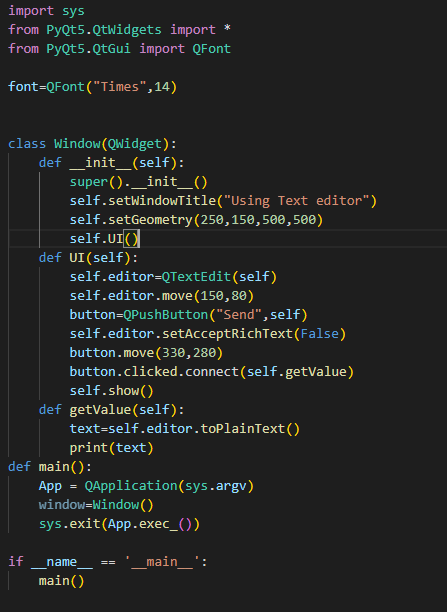 import sys
from PyQt5.QtWidgets import *
from PyQt5.QtGui import QFont
font=QFont("Times",14)
class Window(QWidget):
    def __init__(self):
        super().__init__()
        self.setWindowTitle("Using Text editor")
        self.setGeometry(250,150,500,500)
        self.UI()
    def UI(self):
        self.editor=QTextEdit(self)
        self.editor.move(150,80)
        button=QPushButton("Send",self)
        self.editor.setAcceptRichText(False)
        button.move(330,280)
        button.clicked.connect(self.getValue)
        self.show()
    def getValue(self):
        text=self.editor.toPlainText()
        print(text)
def main():
    App = QApplication(sys.argv)
    window=Window()
    sys.exit(App.exec_())
if __name__ == '__main__':
    main()